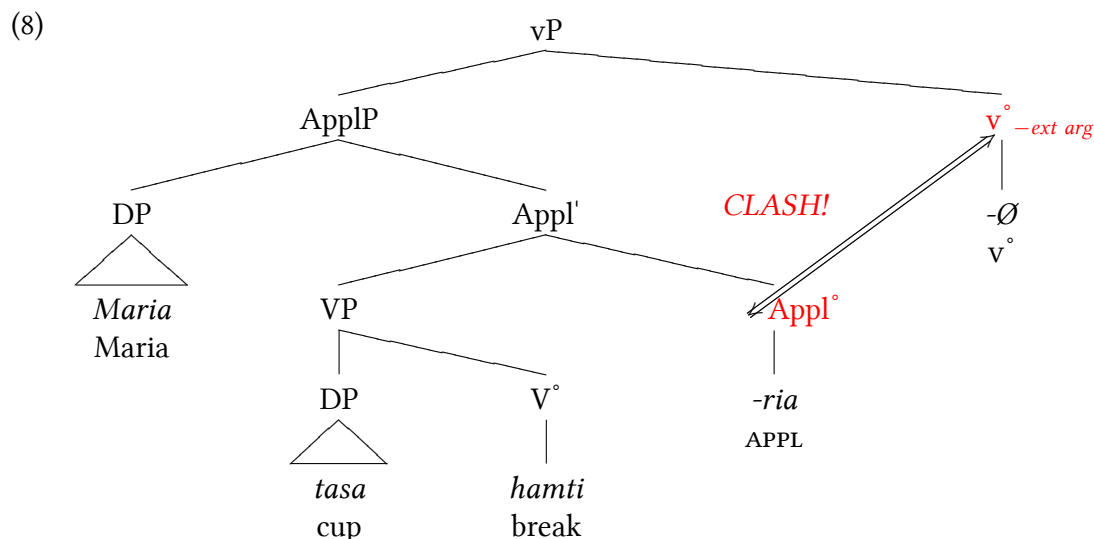 (8)
vP
ApplP
v°−ext arg
DP
Appl'
CLASH!
-Ø
v°
Maria
Maria
VP
Appl°
DP
V°
-ria
APPL
tasa
cup
hamti
break